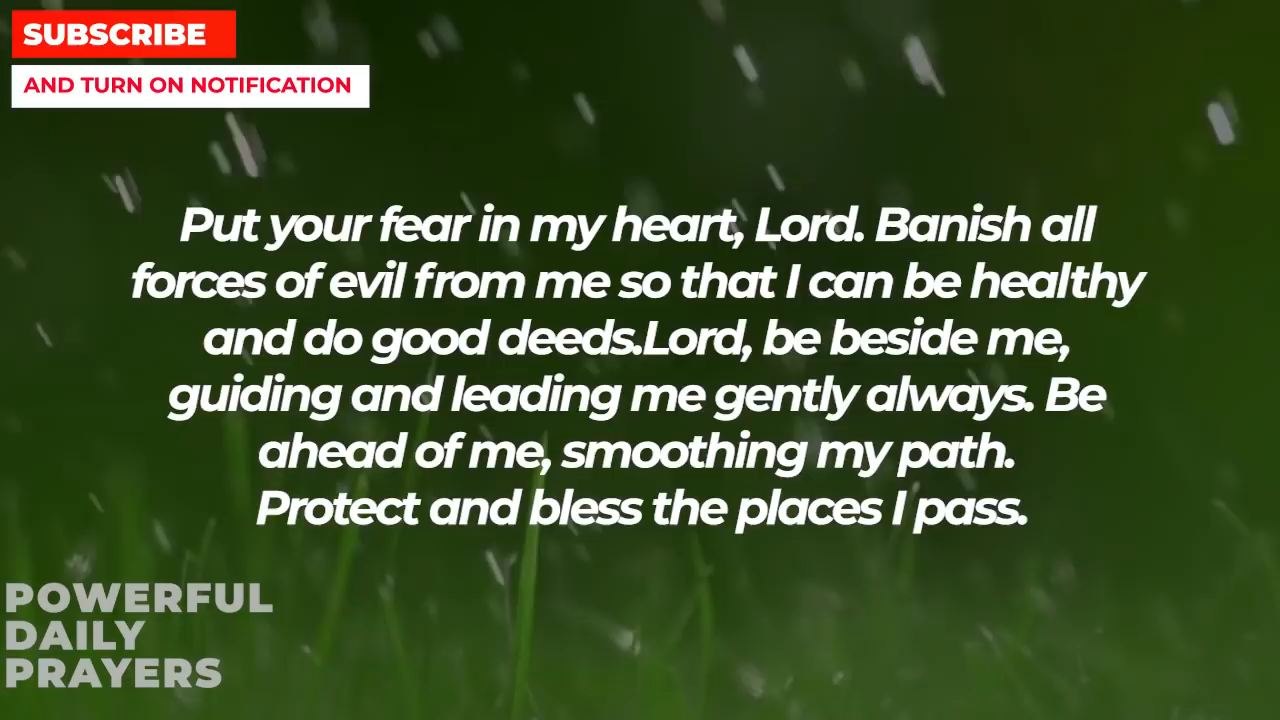 SUBSCRIBE
AND TURN ON NOTIFICATION
Put your fear in my heart, Lord. Banish all
forces of evil from me so that I can be healthy
and do good deeds.Lord, be beside me,
guiding and leading me gently always. Be
ahead of me, smoothing my path.
Protect and bless the places I pass.
POWERFUL
DAILY
PRAYERS